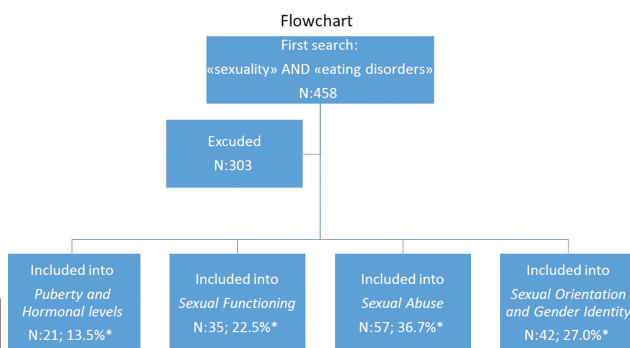 Flowchart
First search:
«sexuality» AND «eating disorders»
N:458
Excuded
N:303
Included into
Puberty and
Hormonal levels
N:21; 13.5%*
Included into
Sexual Functioning
N:35; 22.5%*
Included into
Sexual Abuse
N:57; 36.7%*
Included into
Sexual Orientation
and Gender Identity
N:42; 27.0%*